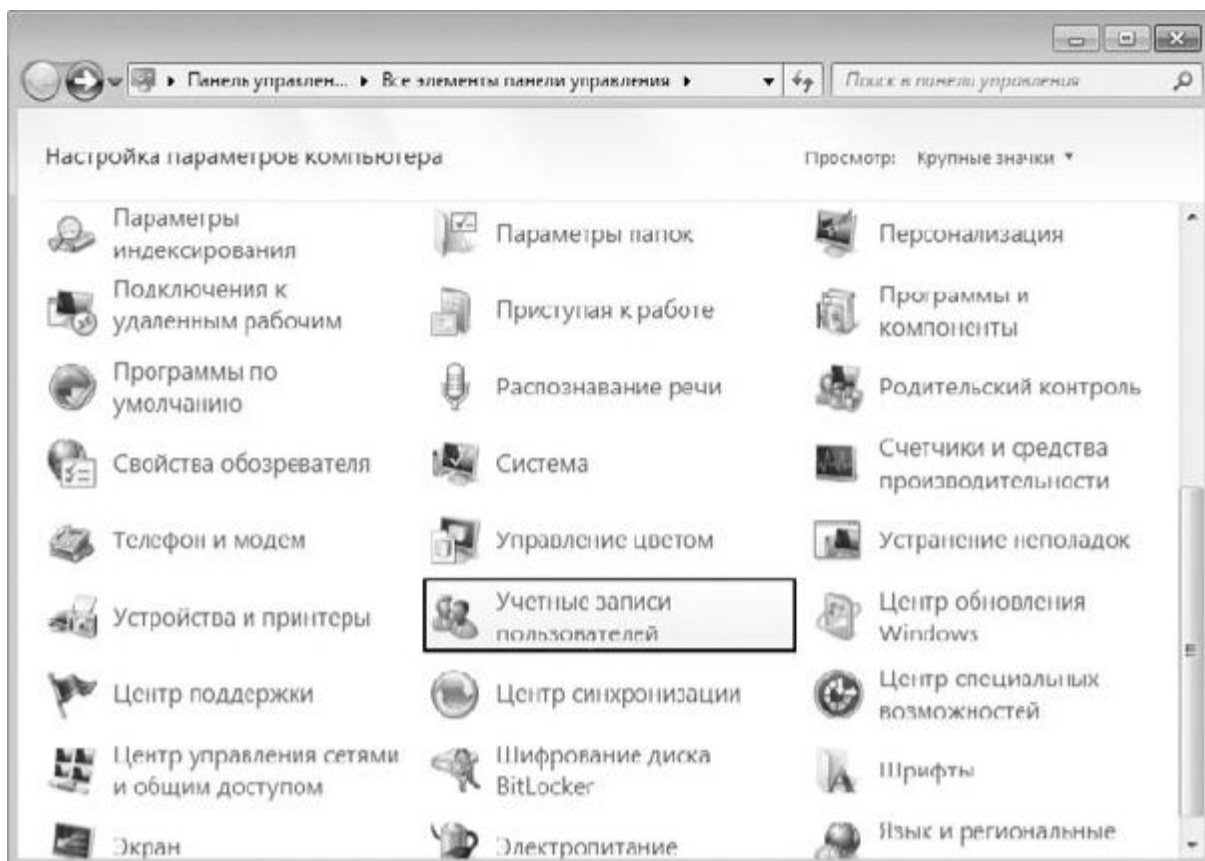 Панель управлен... ▸ Все элементы панели управления ▸
Поиск в панели управления
Настройка параметров компьютера
Просмотр: Крупные значки
Параметры
индексирования
Параметры папок
Персонализация
Подключения к
удаленным рабочим
Приступая к работе
Программы и
компоненты
Программы по
умолчанию
Распознавание речи
Родительский контроль
Свойства обозревателя
Система
Счетчики и средства
производительности
Телефон и модем
Управление цветом
Устранение неполадок
Устройства и принтеры
Учетные записи
пользователей
Центр обновления
Windows
Центр поддержки
Центр синхронизации
Центр специальных
возможностей
Центр управления сетями
и общим доступом
Шифрование диска
BitLocker
Шрифты
Экран
Электропитание
Язык и региональные